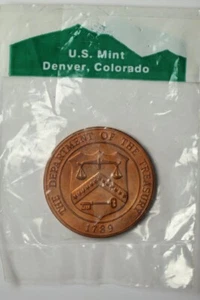 U.S. Mint
Denver, Colorado
THE DEPARTMENT OF THE TREASURY
1789